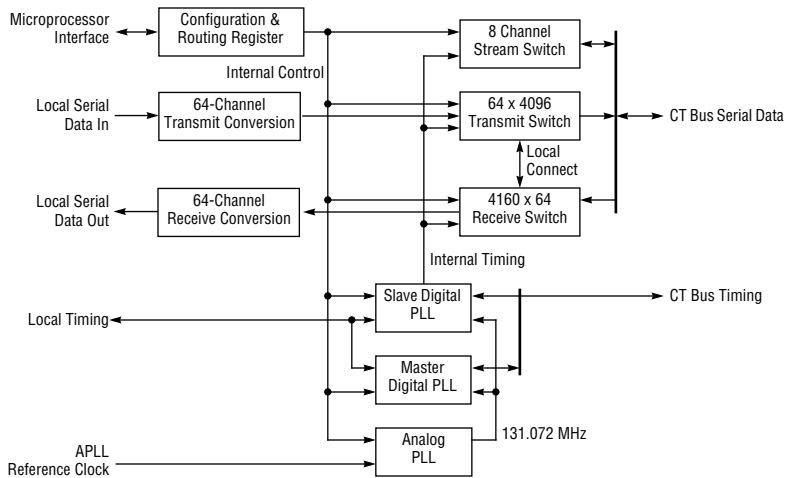 Microprocessor
Interface
Configuration &
Routing Register
8 Channel
Stream Switch
Internal Control
Local Serial
Data In
64-Channel
Transmit Conversion
64 x 4096
Transmit Switch
CT Bus Serial Data
Local
Connect
Local Serial
Data Out
64-Channel
Receive Conversion
4160 x 64
Receive Switch
Internal Timing
Slave Digital
PLL
CT Bus Timing
Local Timing
Master
Digital PLL
131.072 MHz
APLL
Reference Clock
Analog
PLL